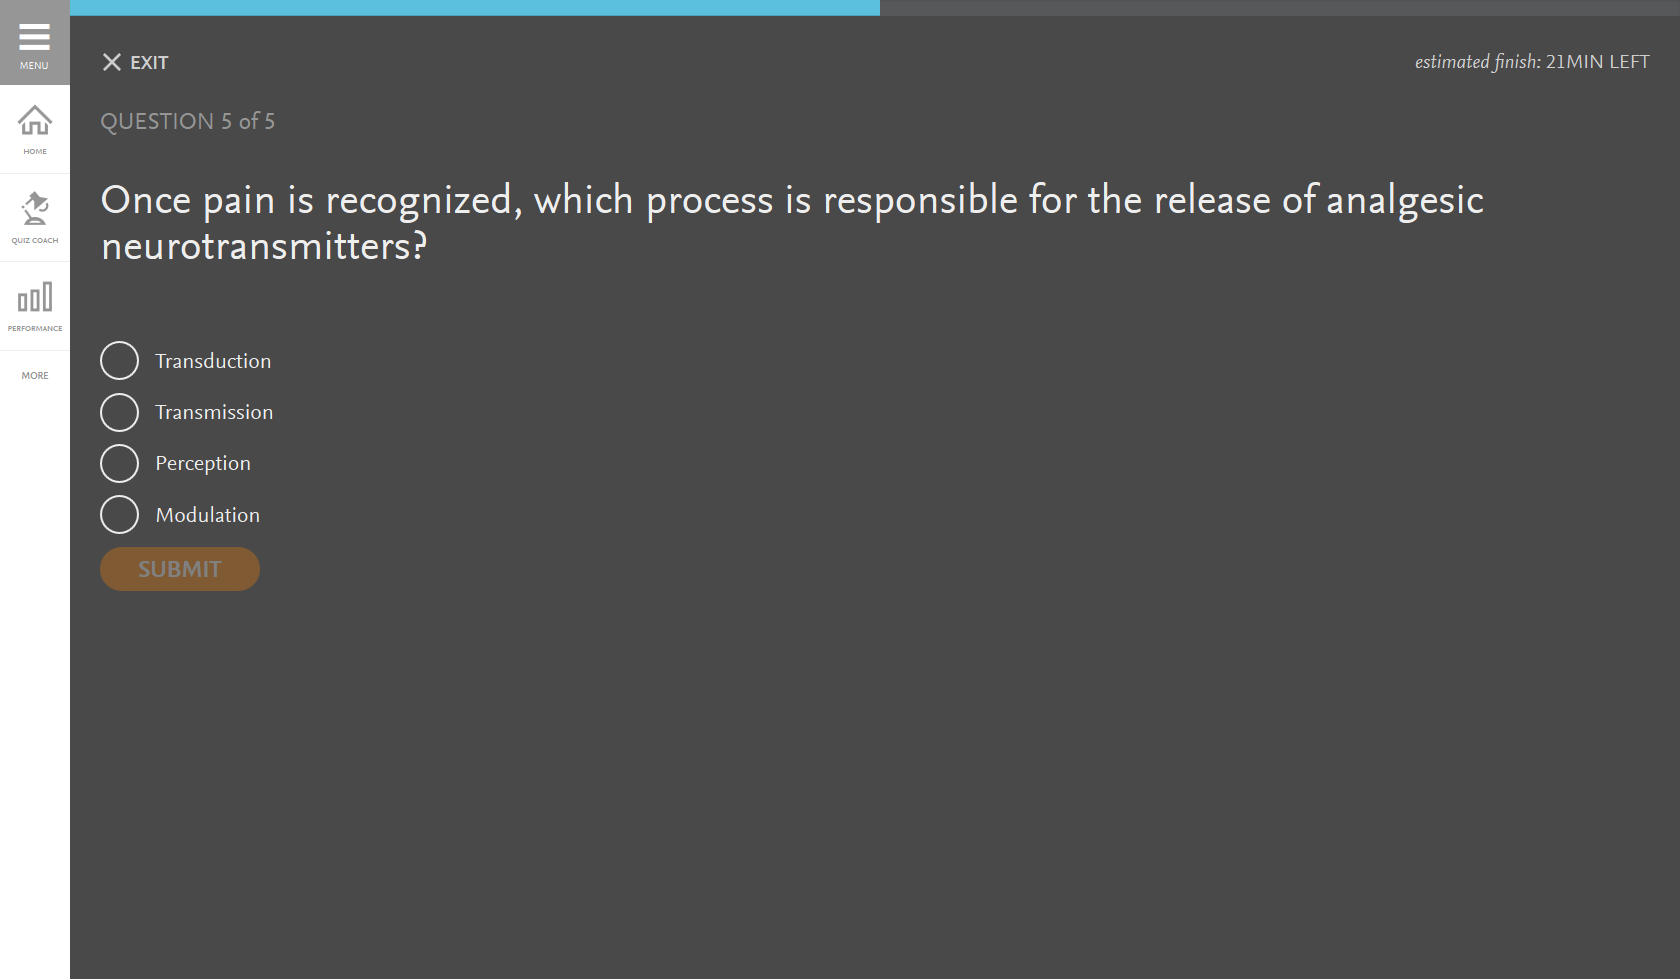 MENU
HOME
QUIZ COACH
PERFORMANCE
MORE
EXIT
estimated finish: 21MIN LEFT
QUESTION 5 of 5
Once pain is recognized, which process is responsible for the release of analgesic
neurotransmitters?
Transduction
Transmission
Perception
Modulation
SUBMIT